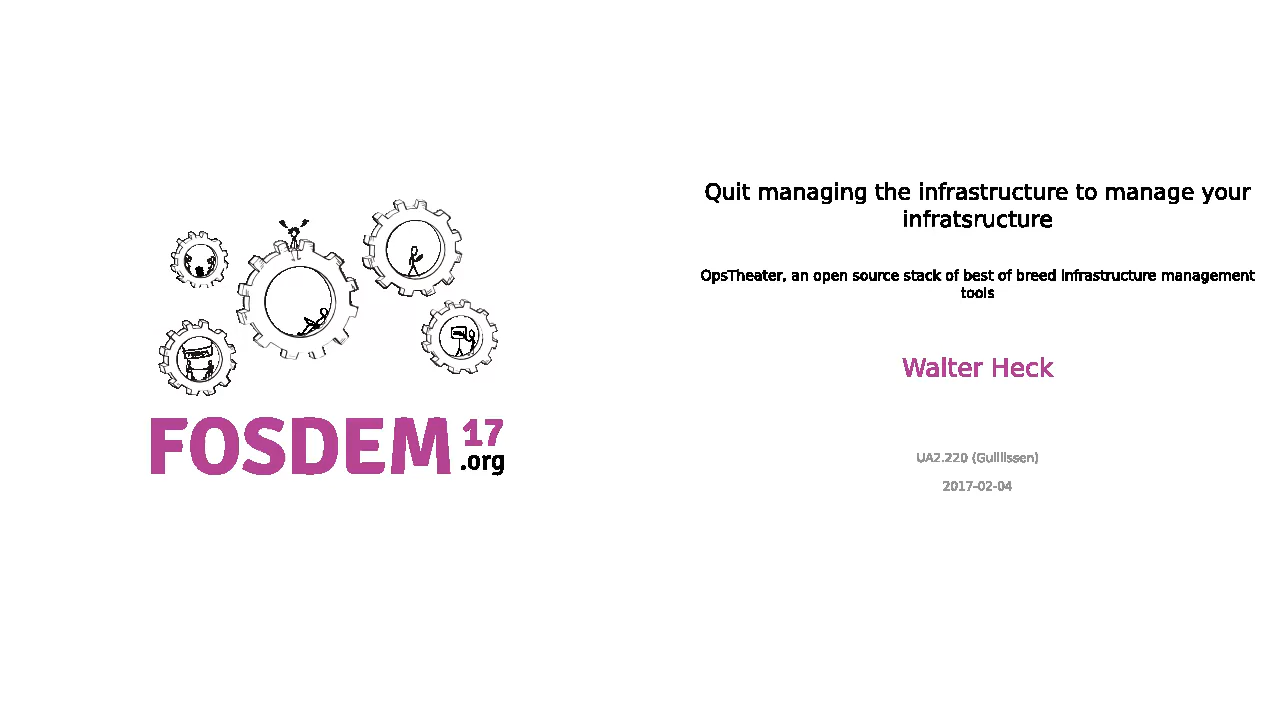 FOSDEM 17
.org
Quit managing the infrastructure to manage your
infratsructure
OpsTheater, an open source stack of best of breed infrastructure management
tools
Walter Heck
UA2.220 (Guillissen)
2017-02-04